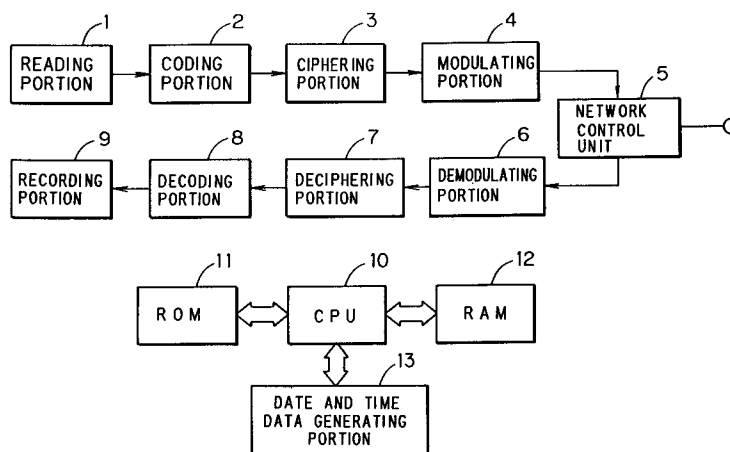 1
READING
PORTION
2
CODING
PORTION
3
CIPHERING
PORTION
4
MODULATING
PORTION
5
NETWORK
CONTROL
UNIT
9
RECORDING
PORTION
8
DECODING
PORTION
7
DECIPHERING
PORTION
6
DEMODULATING
PORTION
11
ROM
10
CPU
12
RAM
13
DATE AND TIME
DATA GENERATING
PORTION